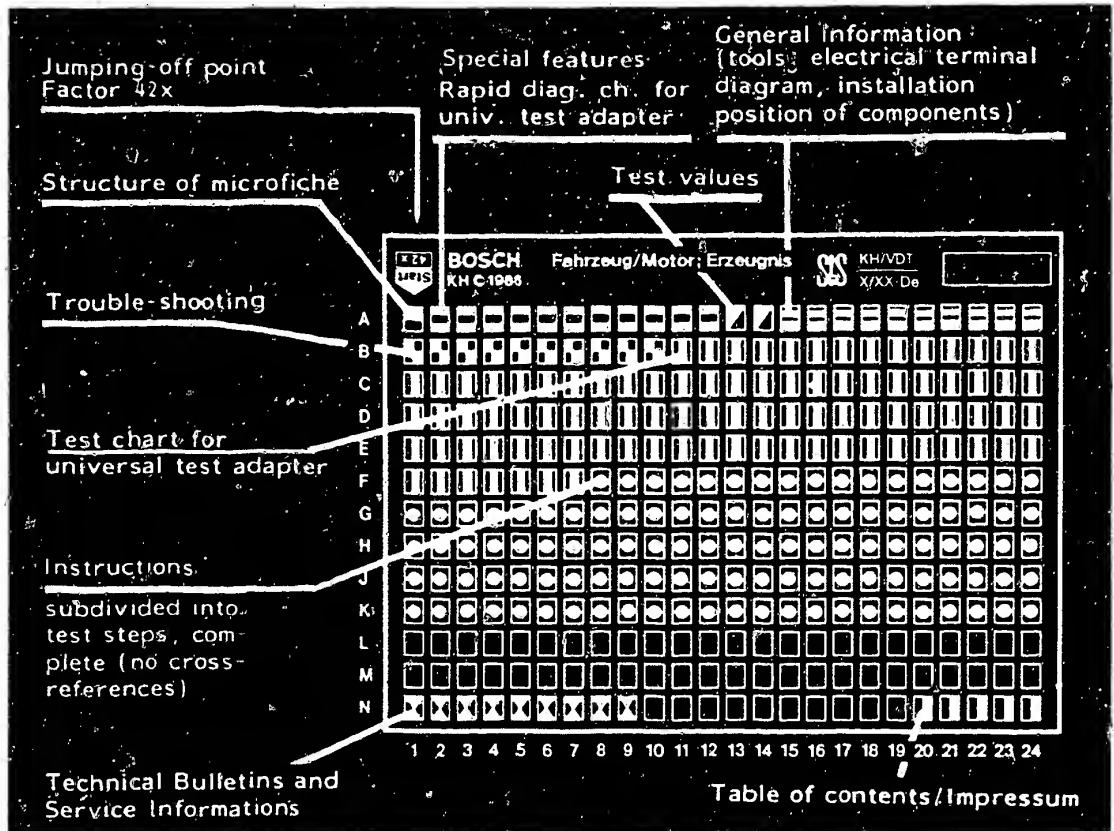 Jumping-off point
Factor 42x
Special features
Rapid diag. ch. for
univ. test adapter
General Information
(tools, electrical terminal
diagram, installation
position of components)
Structure of microfiche
Test values
Start
42x
BOSCH
KH C 1986
Fahrzeug/Motor, Erzeugnis
SIS
KH/VDT
X/XX De
Trouble-shooting
A
B
C
D
Test chart for
universal test adapter
E
F
G
H
Instructions
subdivided into
test steps, com-
plete (no cross-
references)
J
K
L
M
N
1 2 3 4 5 6 7 8 9 10 11 12 13 14 15 16 17 18 19 20 21 22 23 24
Technical Bulletins and
Service Informations
Table of contents/Impressum